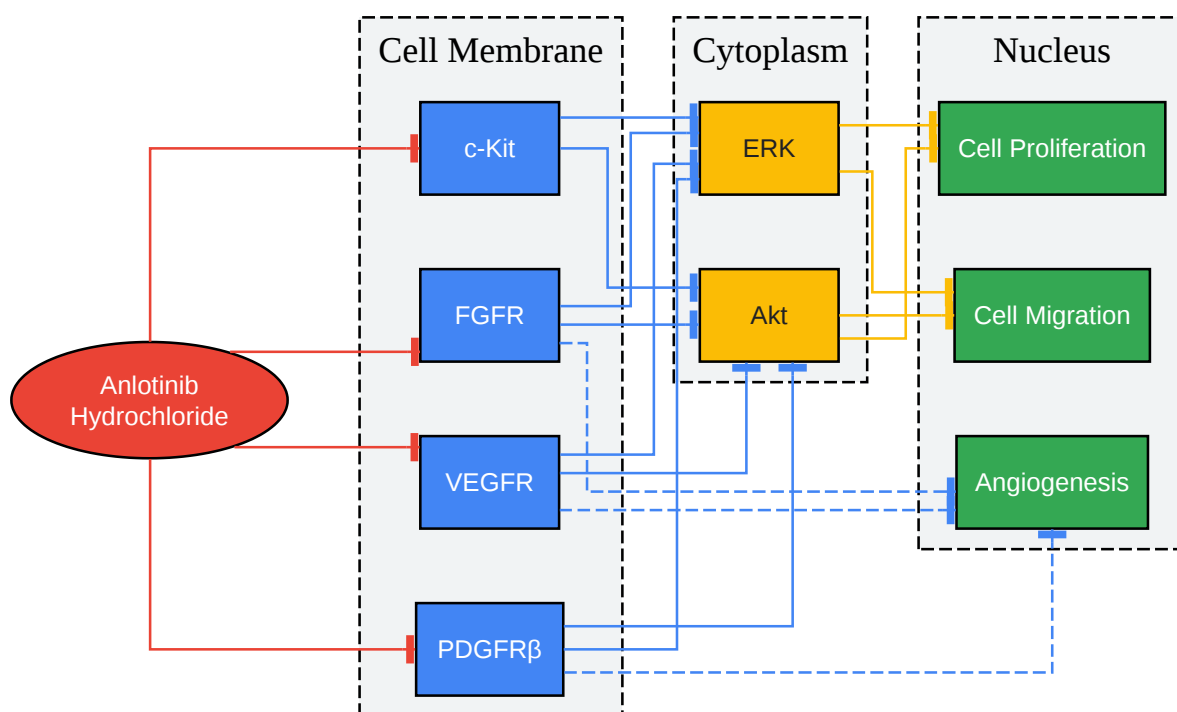 Cell Membrane
Cytoplasm
Nucleus
c-Kit
ERK
Cell Proliferation
FGFR
Akt
Cell Migration
Anlotinib
Hydrochloride
VEGFR
Angiogenesis
PDGFRβ